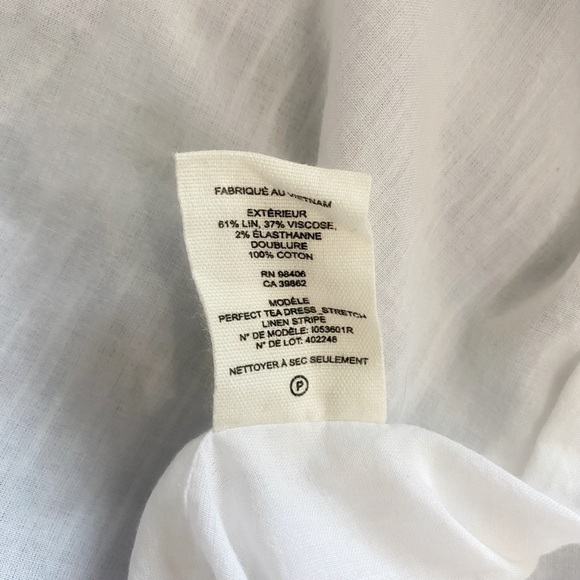 FABRIQUÉ AU VIETNAM
EXTÉRIEUR
61% LIN, 37% VISCOSE,
2% ÉLASTHANNE
DOUBLURE
100% COTON
RN 98406
CA 39862
MODÈLE
PERFECT TEA DRESS_STRETCH
LINEN STRIPE
N° DE MODÈLE: I053601R
N° DE LOT: 402248
NETTOYER À SEC SEULEMENT
P